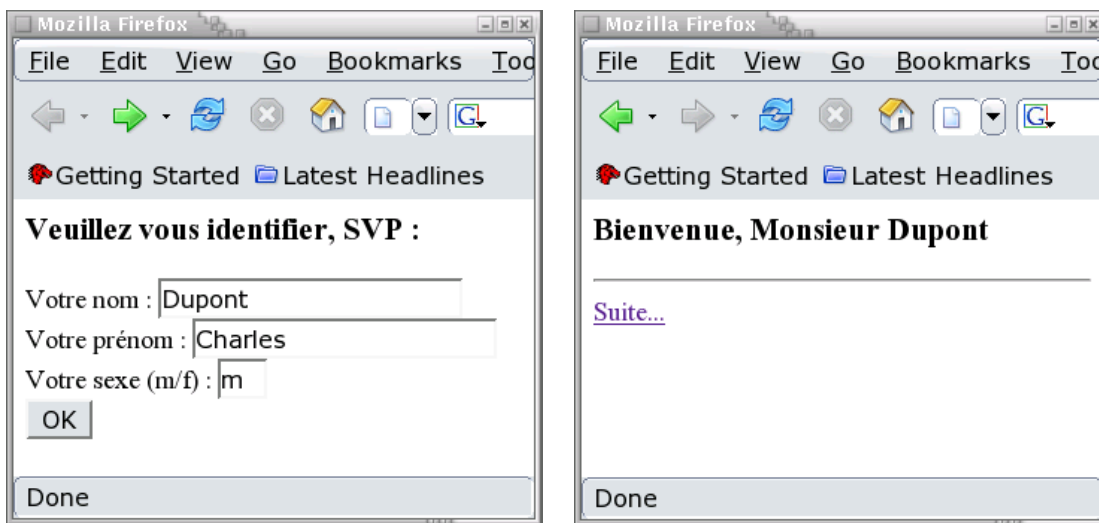 Mozilla Firefox
File Edit View Go Bookmarks Too
Getting Started Latest Headlines
Veuillez vous identifier, SVP :
Votre nom : Dupont
Votre prénom : Charles
Votre sexe (m/f) : m
OK
Done
Mozilla Firefox
File Edit View Go Bookmarks Too
Getting Started Latest Headlines
Bienvenue, Monsieur Dupont
Suite...
Done